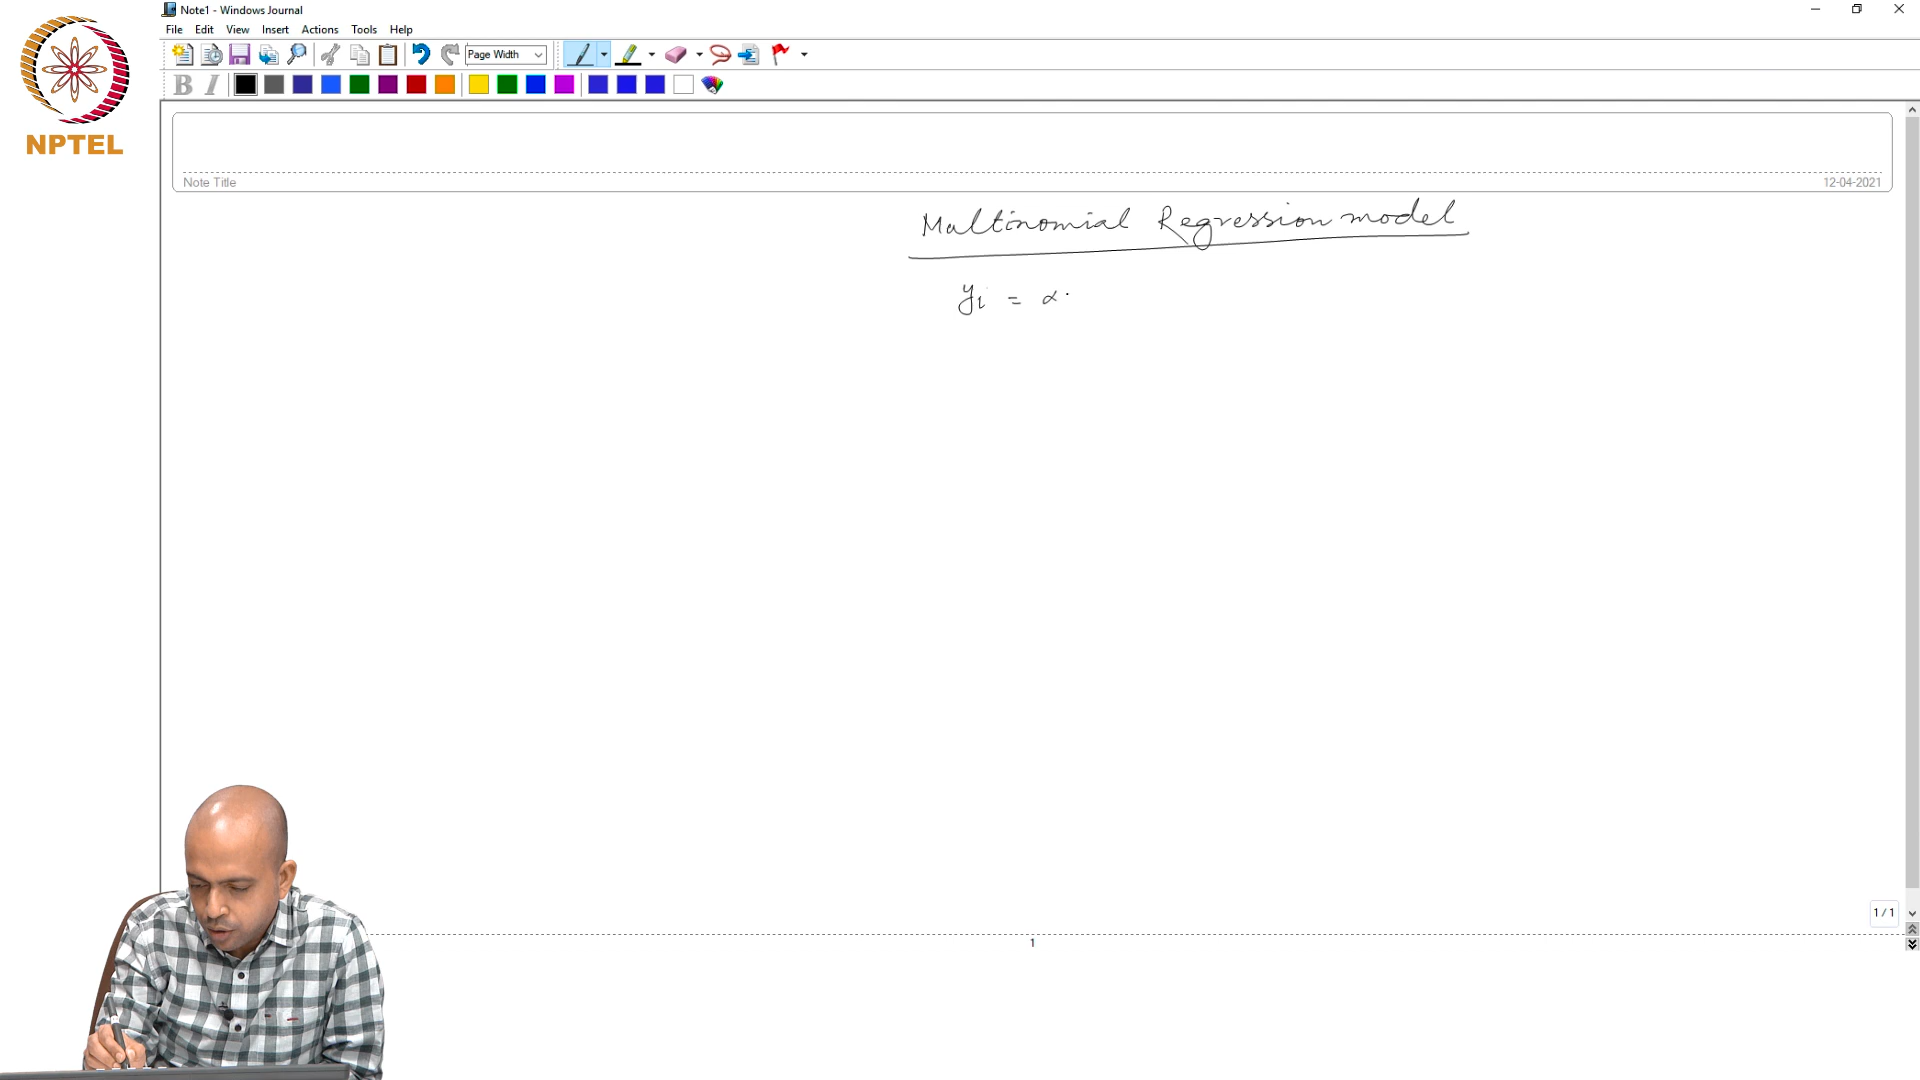 Note1 - Windows Journal
File Edit View Insert Actions Tools Help
Page Width
B I
NPTEL
Note Title
12-04-2021
Multinomial Regression model
yi = α
1 / 1
1